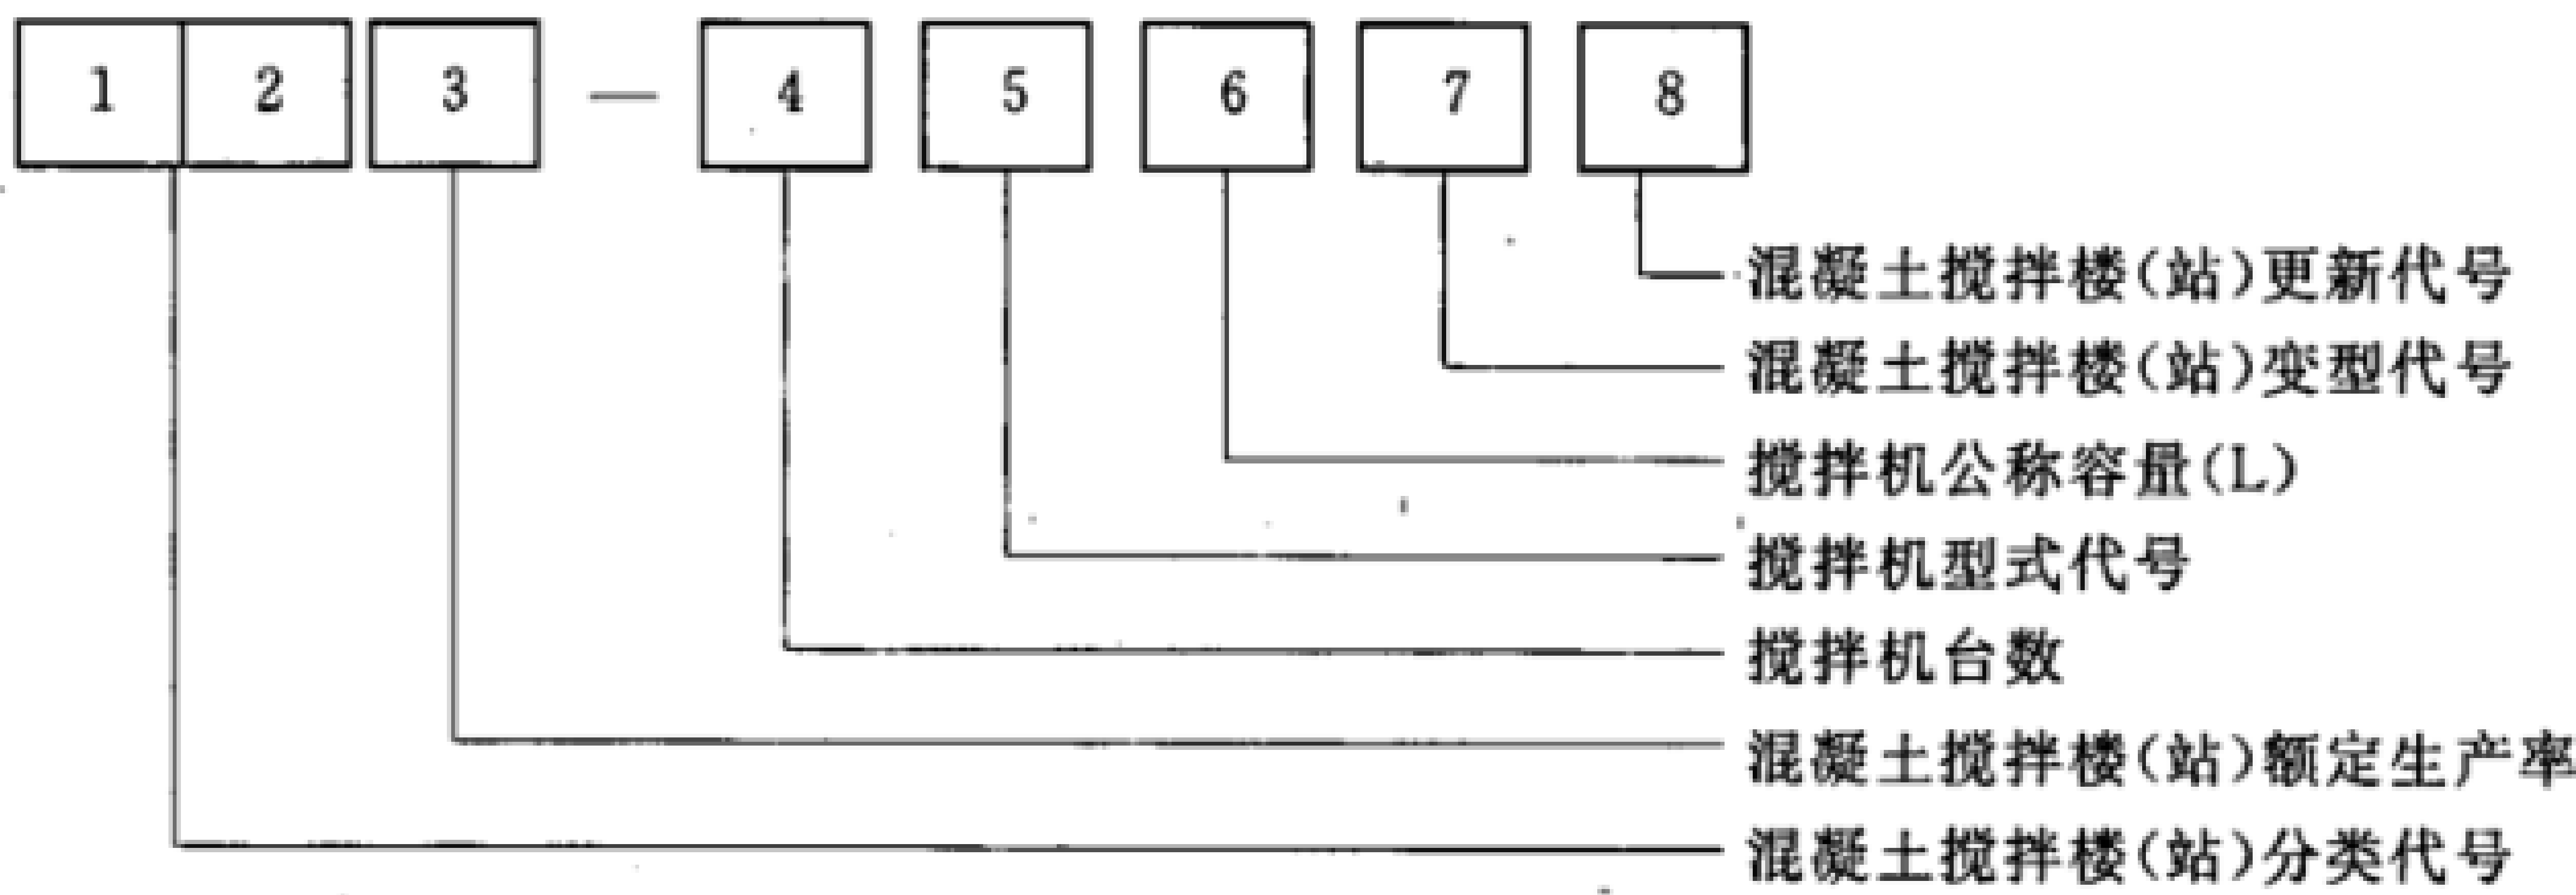 1 2 3 — 4 5 6 7 8
混凝土搅拌楼(站)更新代号
混凝土搅拌楼(站)变型代号
搅拌机公称容量(L)
搅拌机型式代号
搅拌机台数
混凝土搅拌楼(站)额定生产率
混凝土搅拌楼(站)分类代号